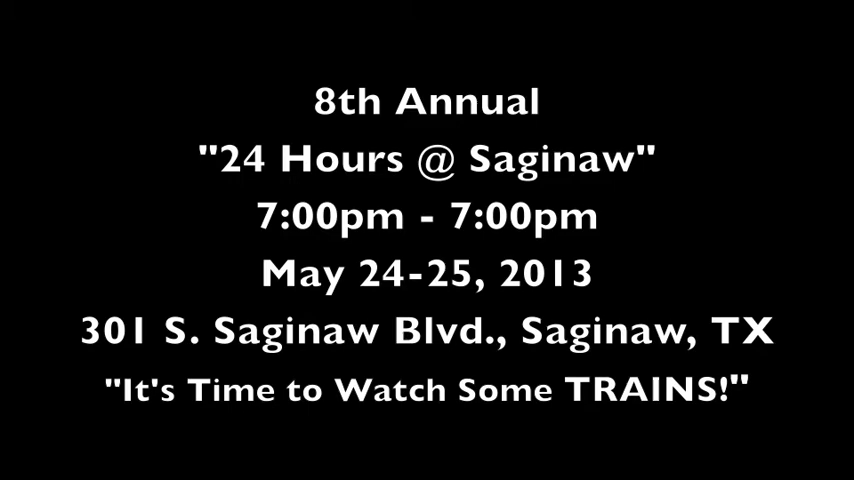 8th Annual
"24 Hours @ Saginaw"
7:00pm - 7:00pm
May 24-25, 2013
301 S. Saginaw Blvd., Saginaw, TX
"It's Time to Watch Some TRAINS!"